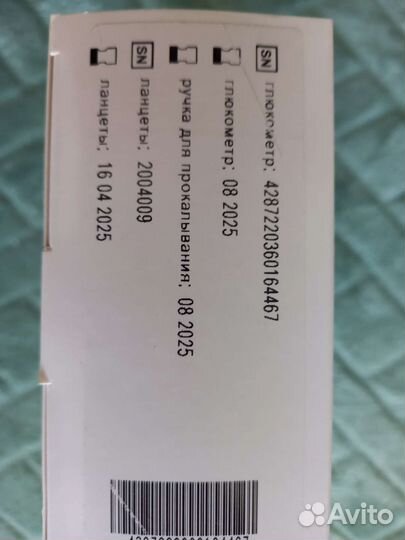 SN глюкометр: 4287220360164467
глюкометр: 08 2025
ручка для прокалывания: 08 2025
SN ланцеты: 2004009
ланцеты: 16 04 2025
Avito